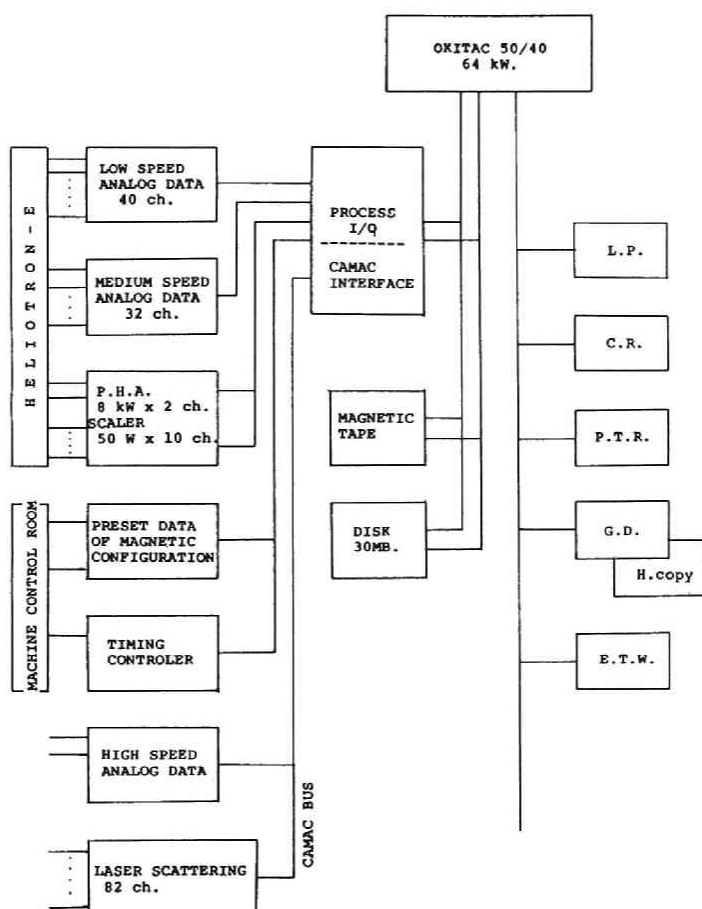 OKITAC 50/40
64 kW.
HELIOTRON-E
LOW SPEED
ANALOG DATA
40 ch.
MEDIUM SPEED
ANALOG DATA
32 ch.
P.H.A.
8 kW x 2 ch.
SCALER
50 W x 10 ch.
PROCESS
I/O
CAMAC
INTERFACE
MAGNETIC
TAPE
DISK
30MB.
L.P.
C.R.
P.T.R.
G.D.
H.copy
E.T.W.
MACHINE CONTROL ROOM
PRESET DATA
OF MAGNETIC
CONFIGURATION
TIMING
CONTROLER
HIGH SPEED
ANALOG DATA
CAMAC BUS
LASER SCATTERING
82 ch.